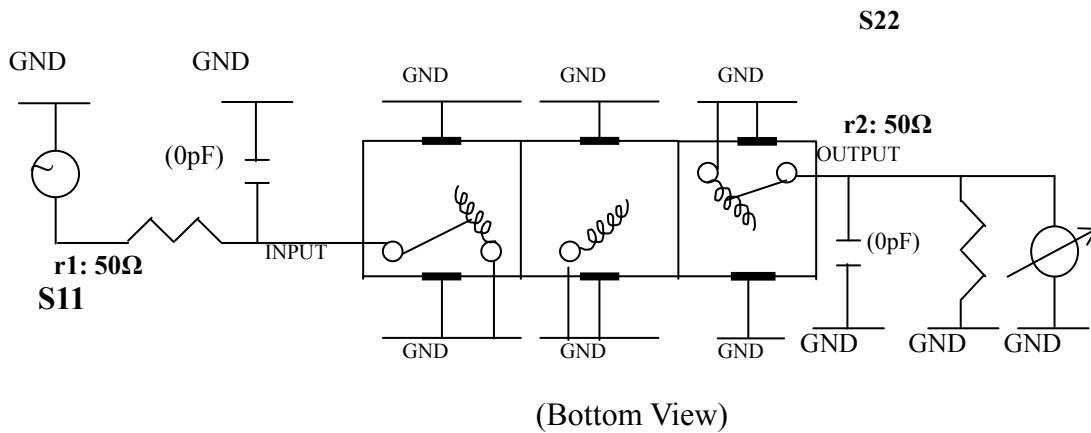 S22
GND
GND
GND
GND
GND
(0pF)
r2: 50Ω
OUTPUT
INPUT
(0pF)
r1: 50Ω
S11
GND
GND
GND
GND
GND
GND
(Bottom View)